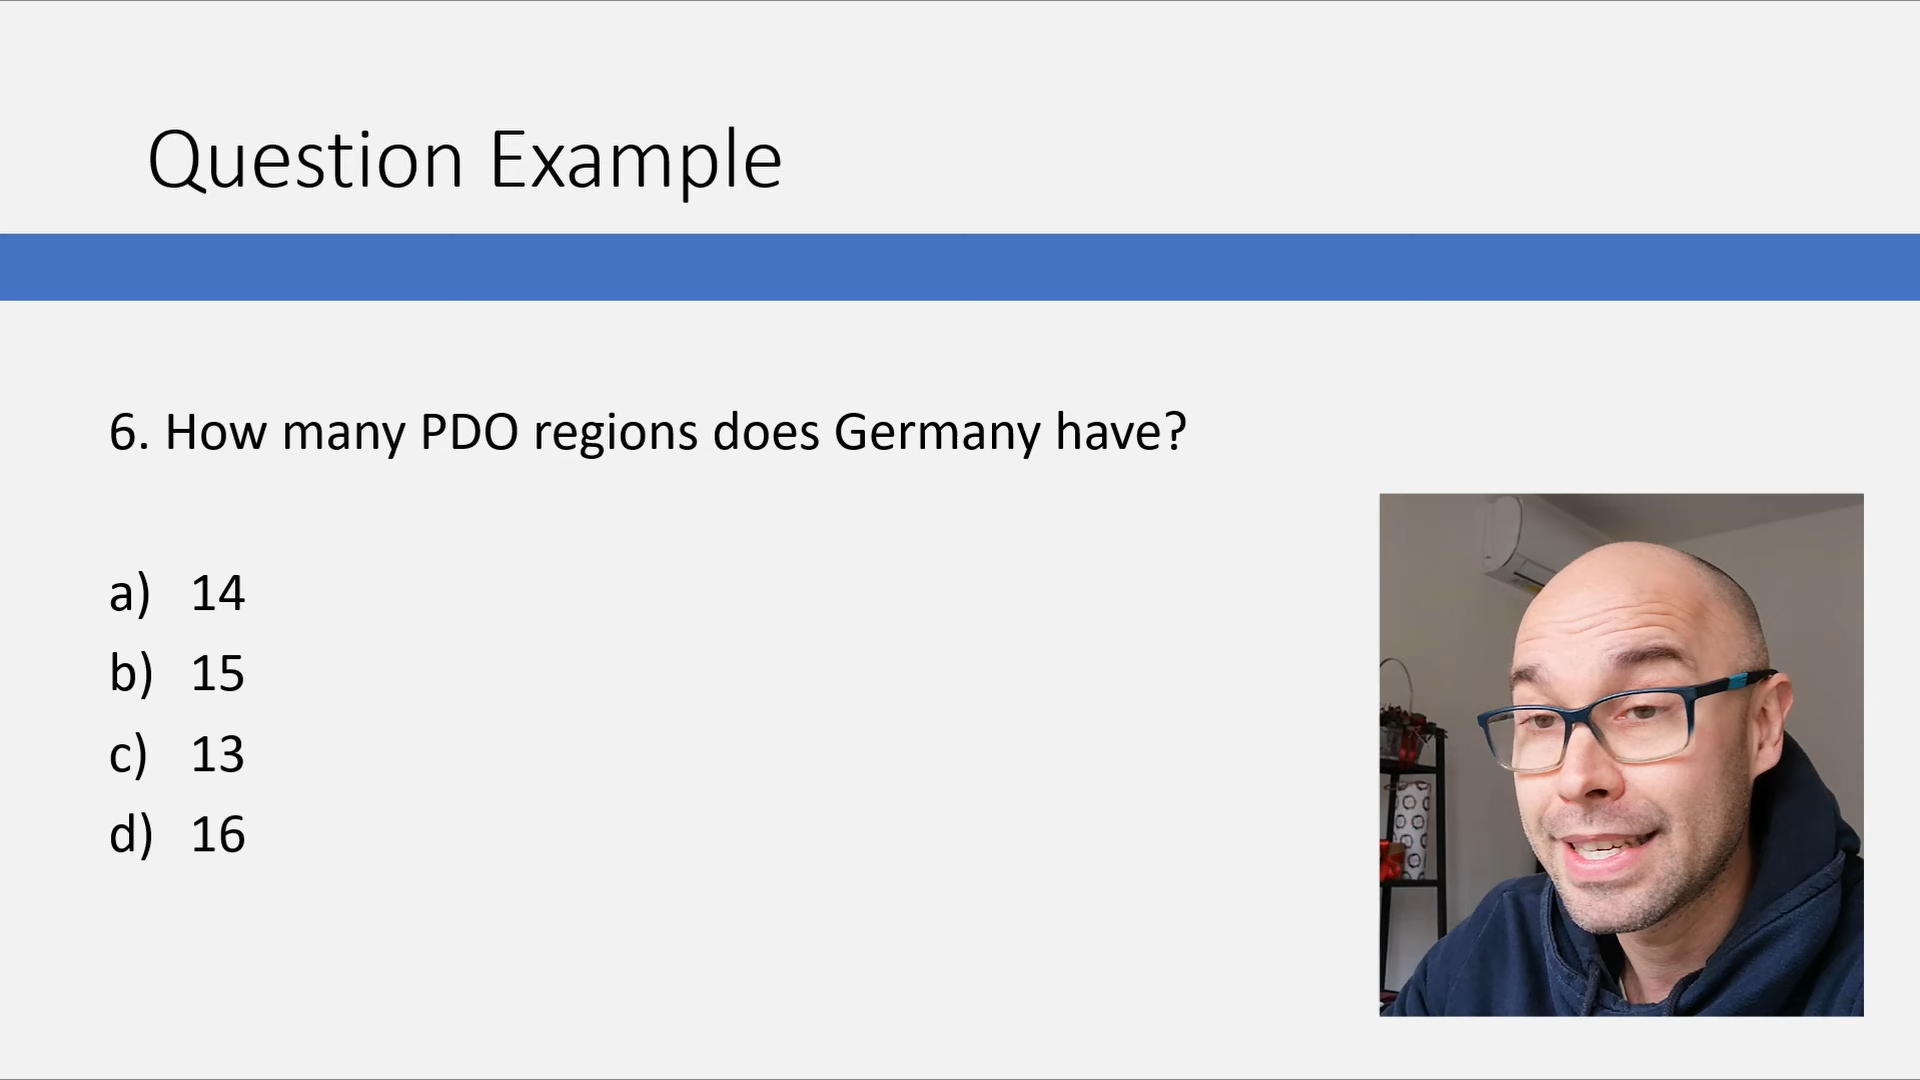 Question Example
6. How many PDO regions does Germany have?
a) 14
b) 15
c) 13
d) 16